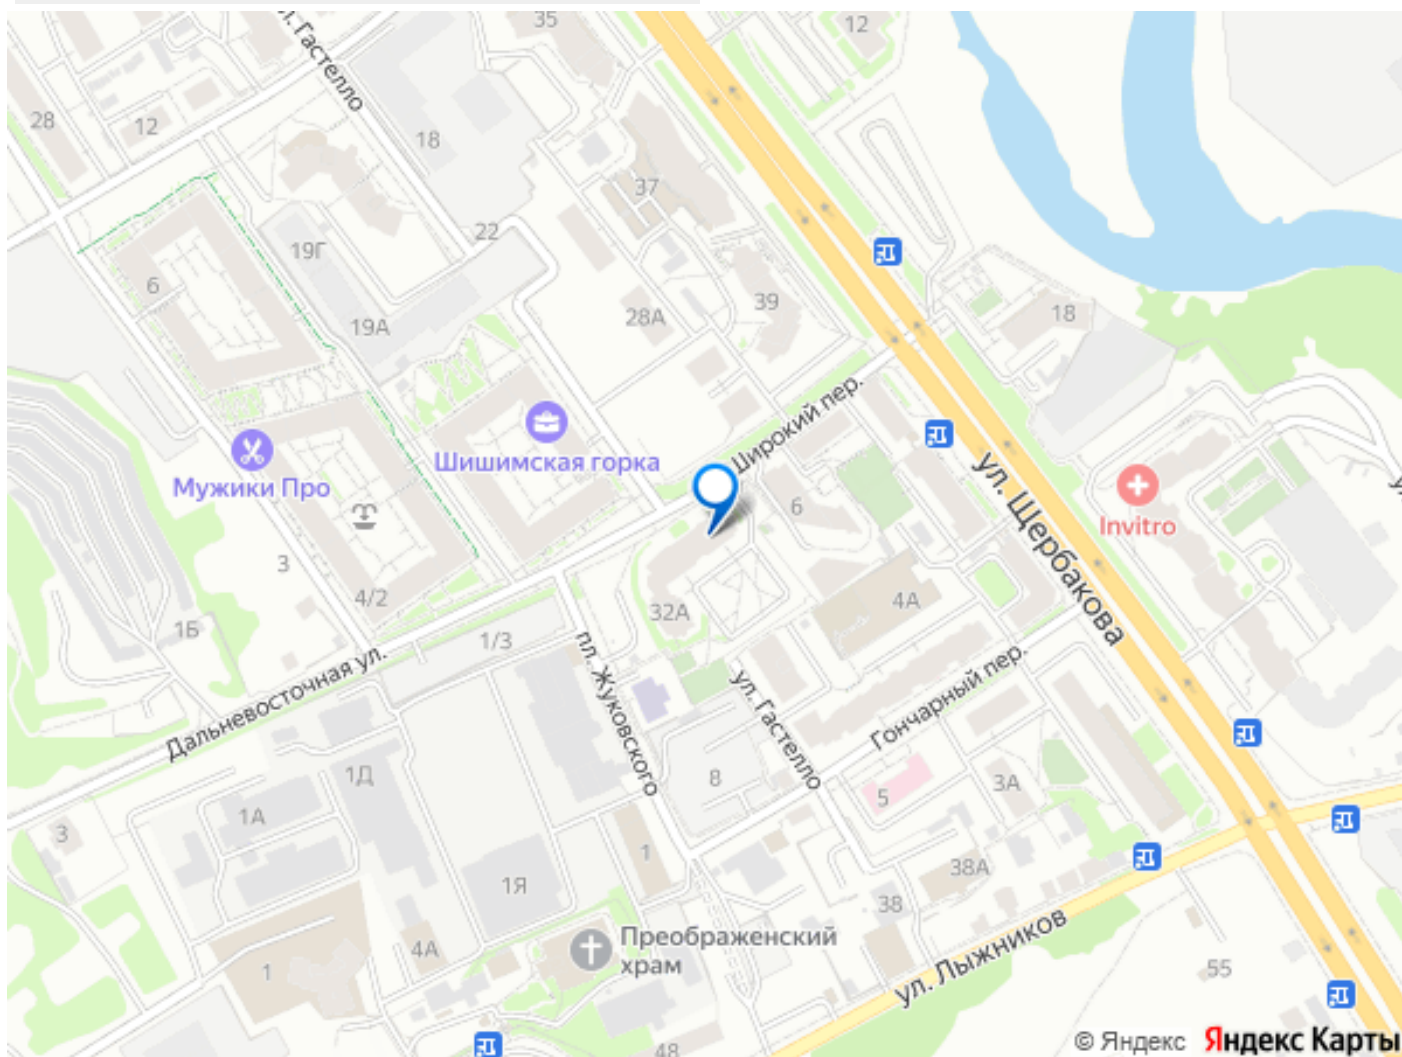 35
12
ул. Гастелло
28
12
18
37
22
19Г
6
28А
39
18
19А
Широкий пер.
Шишимская горка
Мужики Про
6
ул. Щербакова
Invitro
3
4/2
32А
4А
1Б
1/3
пл. Жуковского
Дальневосточная ул.
ул. Гастелло
Гончарный пер.
1Д
8
5
3А
1А
3
1
38А
1Я
38
4А
Преображенский
храм
1
ул. Лыжников
55
48
© Яндекс Яндекс Карты